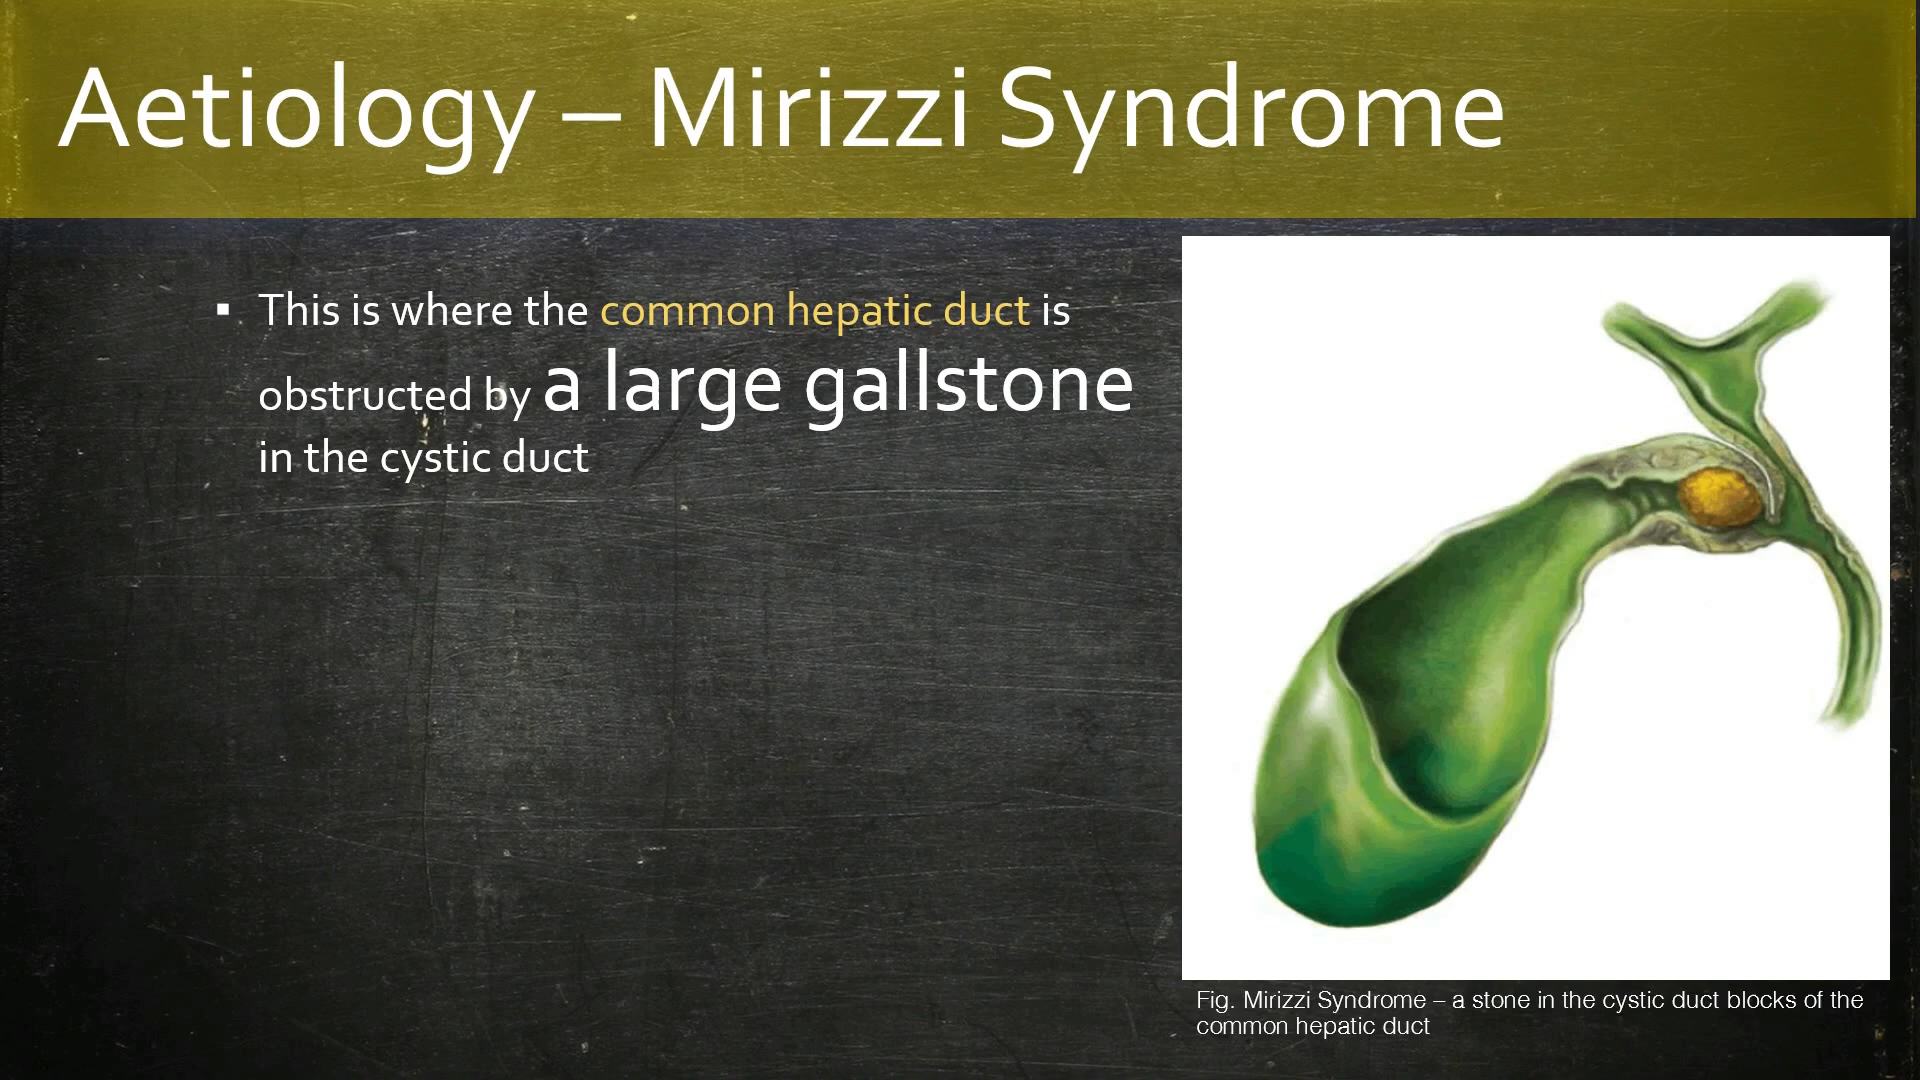 Aetiology – Mirizzi Syndrome
▪ This is where the common hepatic duct is
obstructed by a large gallstone
in the cystic duct
Fig. Mirizzi Syndrome – a stone in the cystic duct blocks of the
common hepatic duct